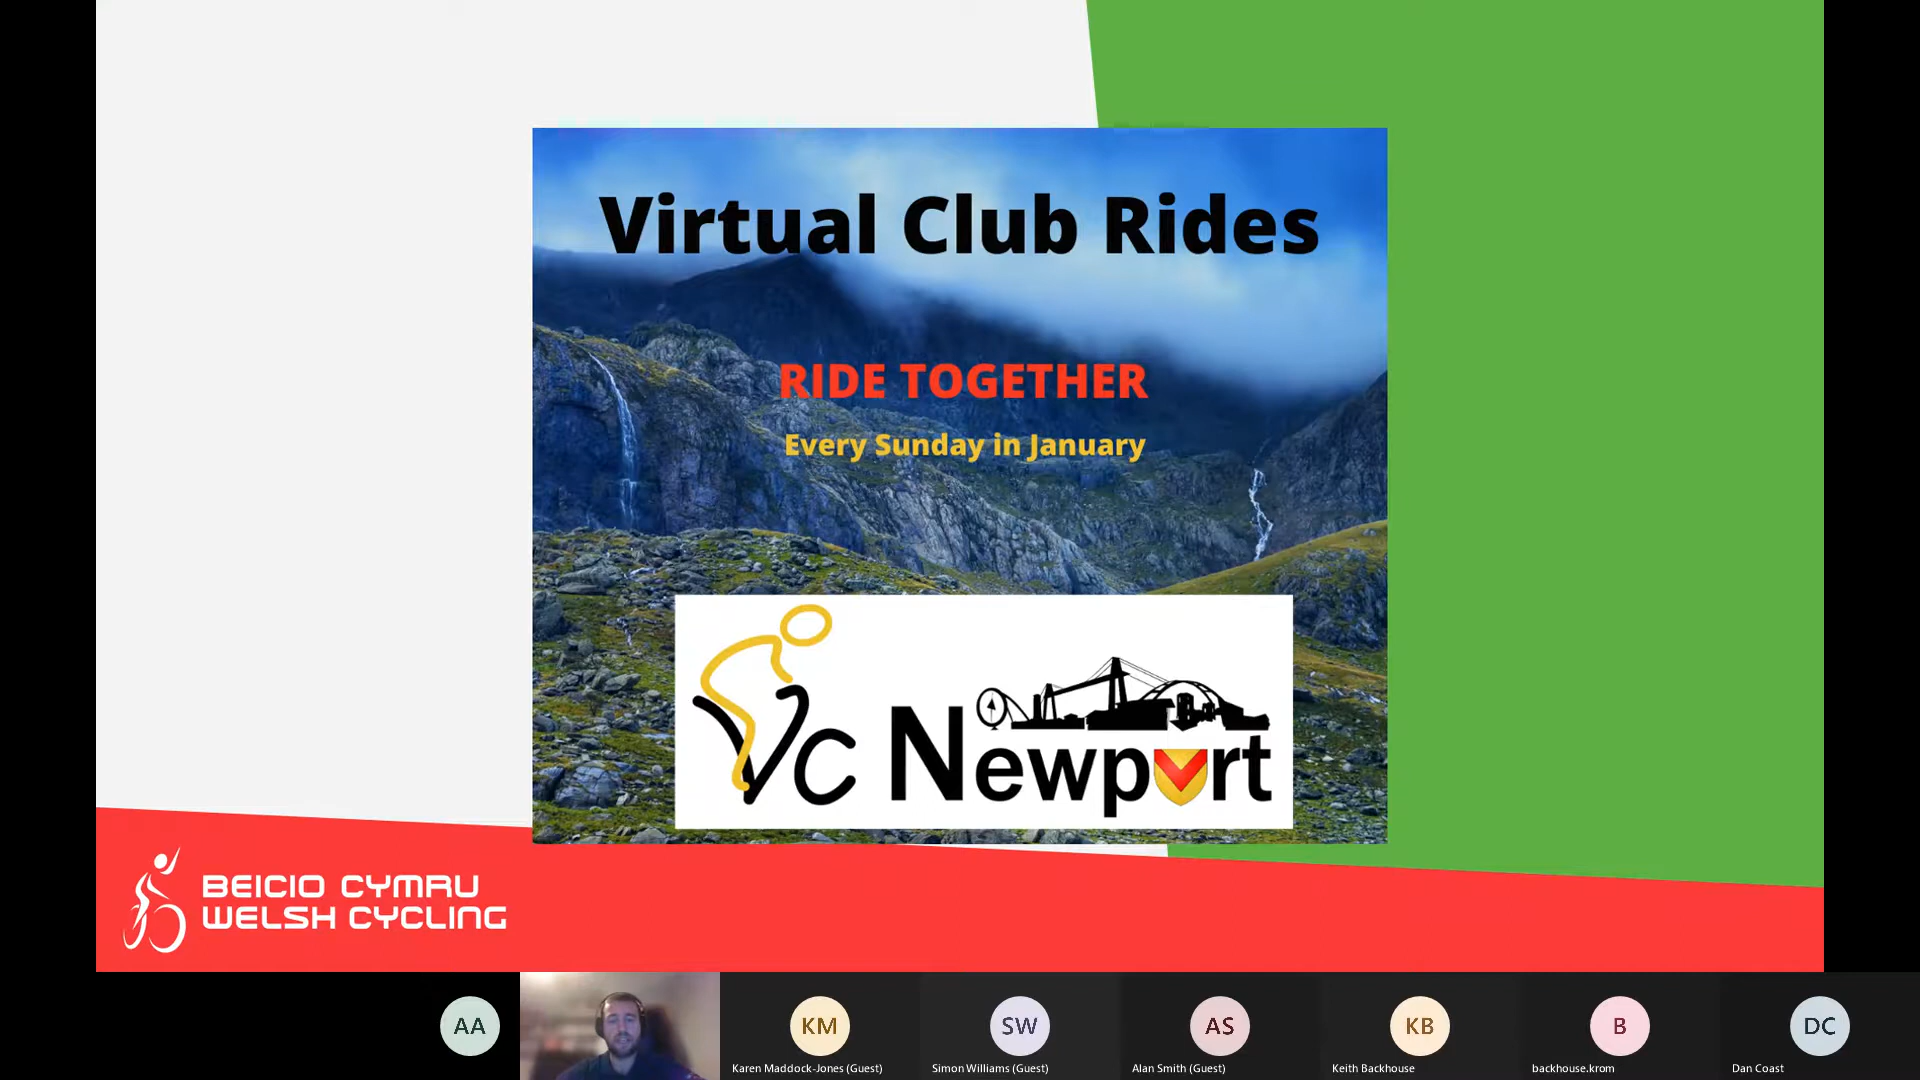 Virtual Club Rides
RIDE TOGETHER
Every Sunday in January
VC Newport
BEICIO CYMRU
WELSH CYCLING
AA
KM
SW
AS
KB
B
DC
Karen Maddock-Jones (Guest)
Simon Williams (Guest)
Alan Smith (Guest)
Keith Backhouse
backhouse.krom
Dan Coast